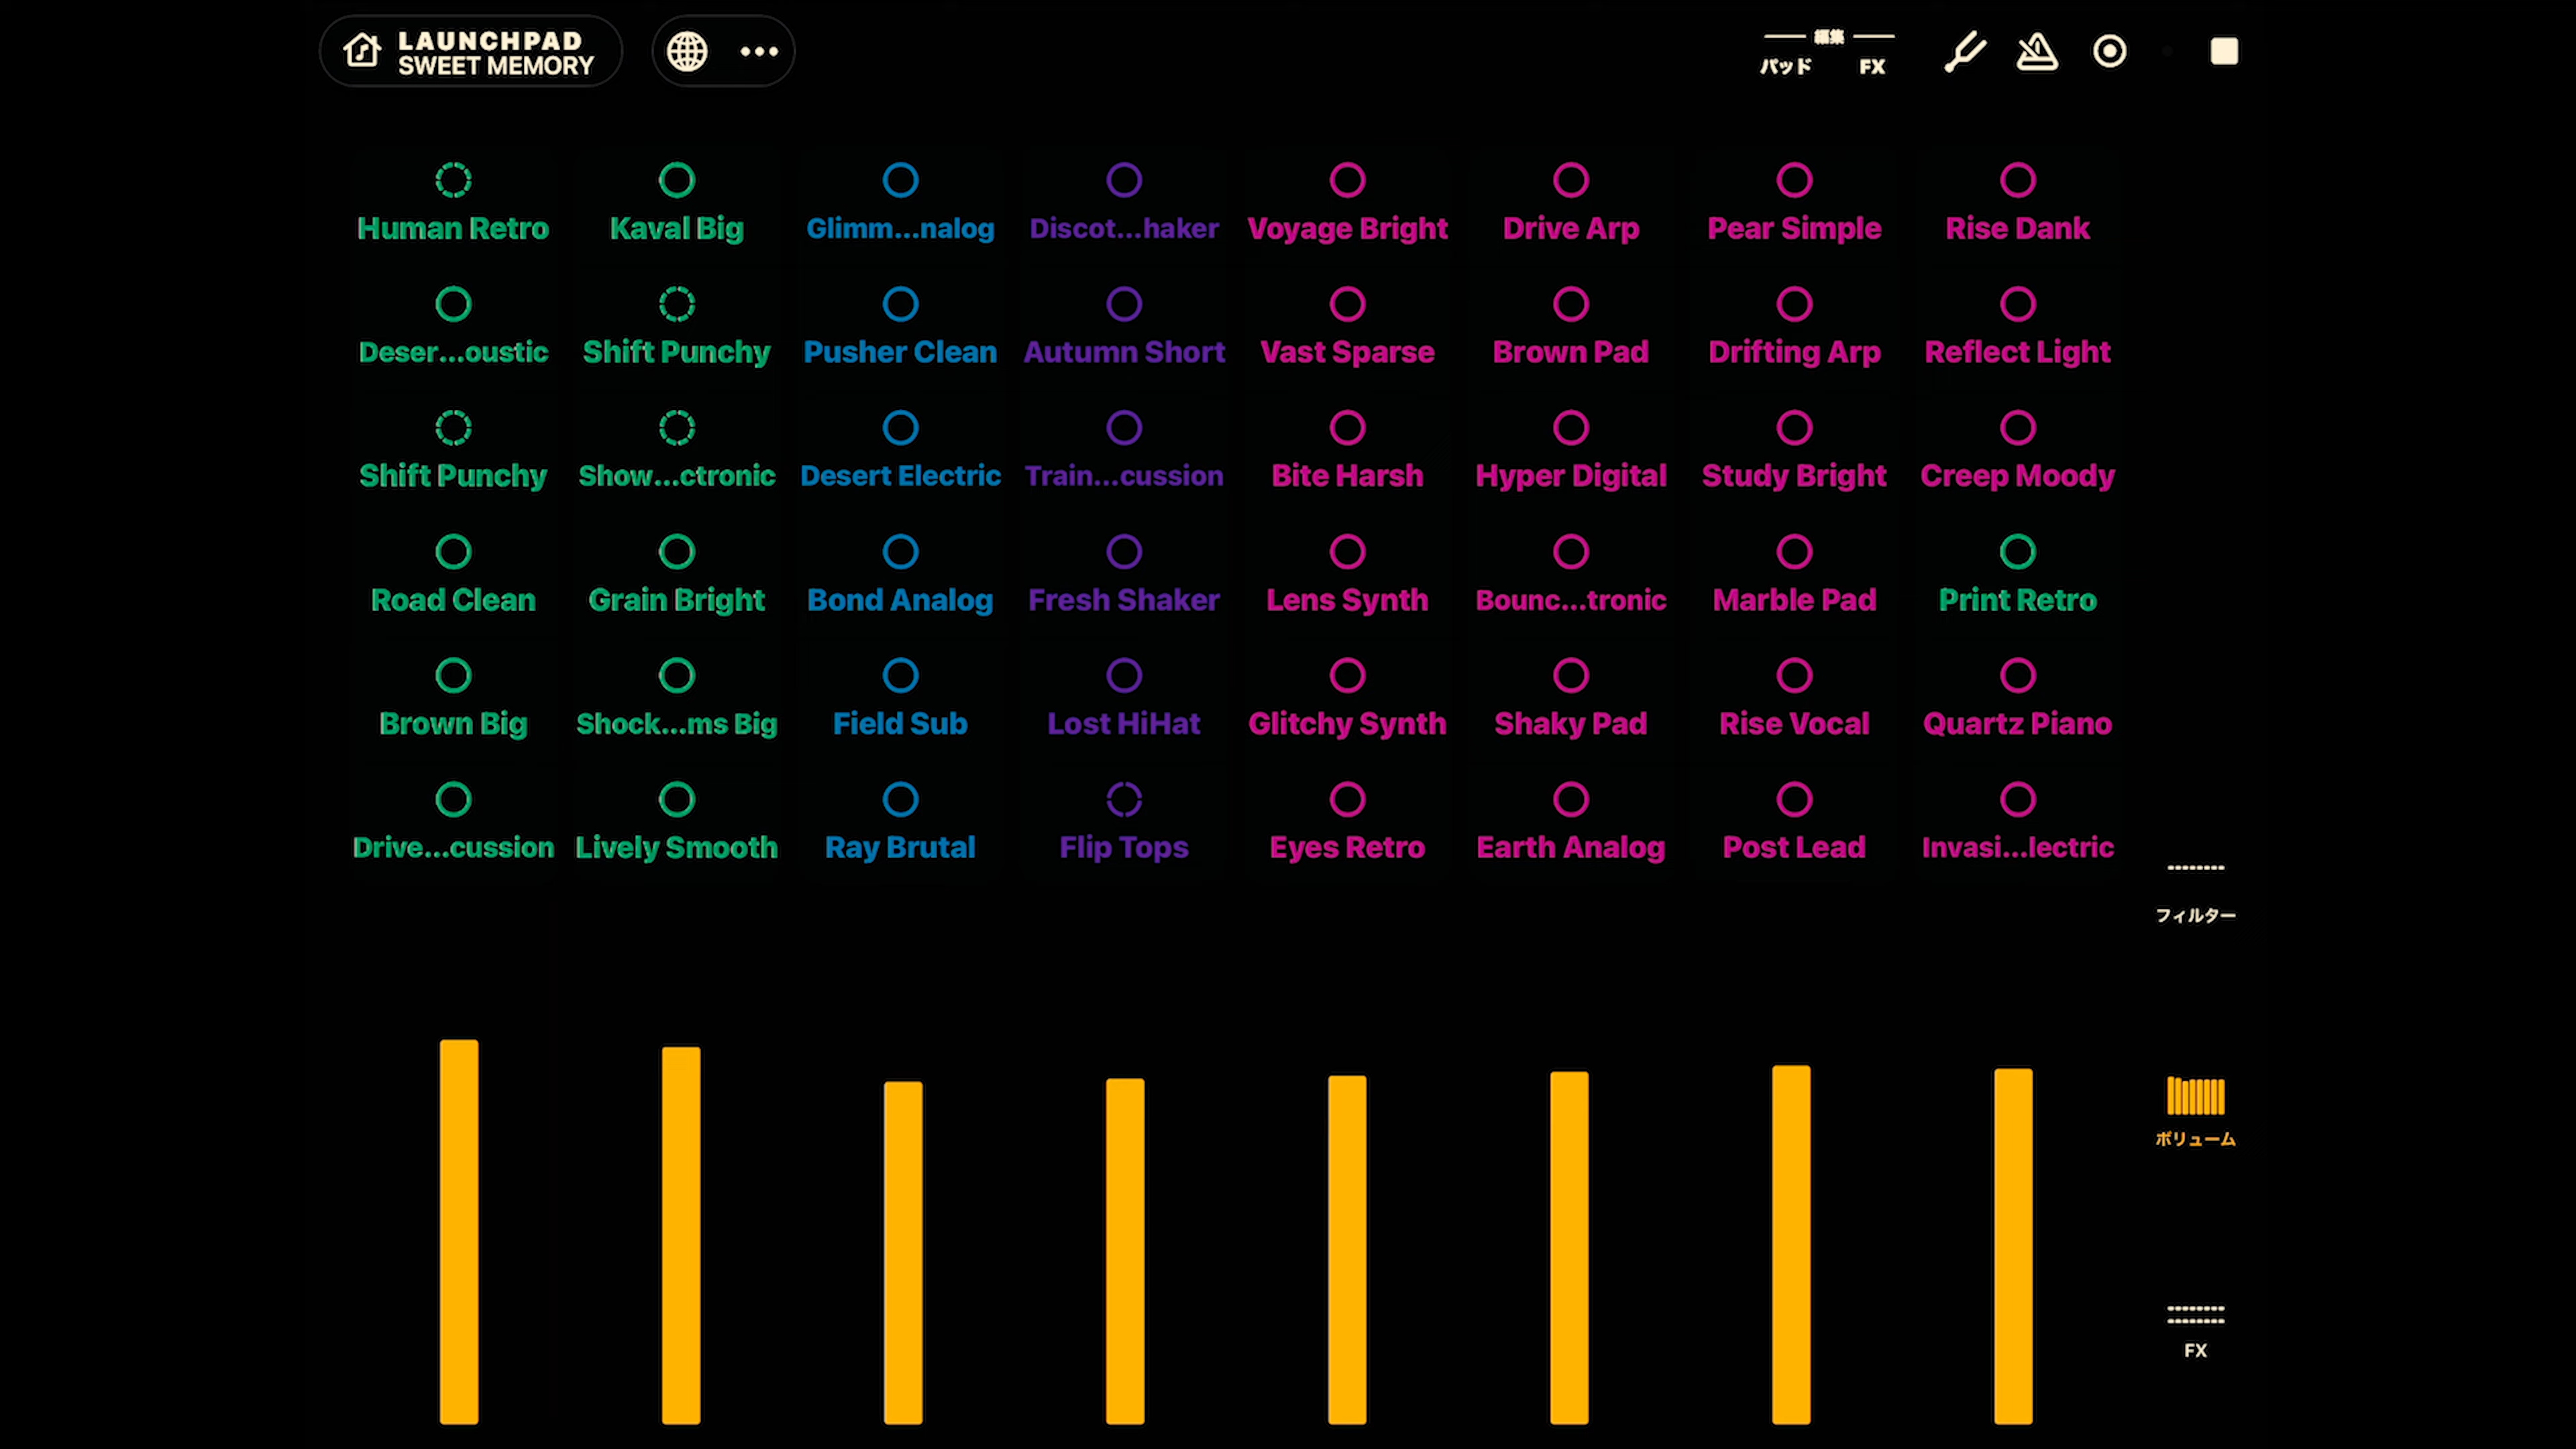 LAUNCHPAD
SWEET MEMORY
編集
パッド FX
Human Retro Kaval Big Glimm...nalog Discot...haker Voyage Bright Drive Arp Pear Simple Rise Dank
Deser...oustic Shift Punchy Pusher Clean Autumn Short Vast Sparse Brown Pad Drifting Arp Reflect Light
Shift Punchy Show...ctronic Desert Electric Train...cussion Bite Harsh Hyper Digital Study Bright Creep Moody
Road Clean Grain Bright Bond Analog Fresh Shaker Lens Synth Bounc...tronic Marble Pad Print Retro
Brown Big Shock...ms Big Field Sub Lost HiHat Glitchy Synth Shaky Pad Rise Vocal Quartz Piano
Drive...cussion Lively Smooth Ray Brutal Flip Tops Eyes Retro Earth Analog Post Lead Invasi...lectric
フィルター
ボリューム
FX